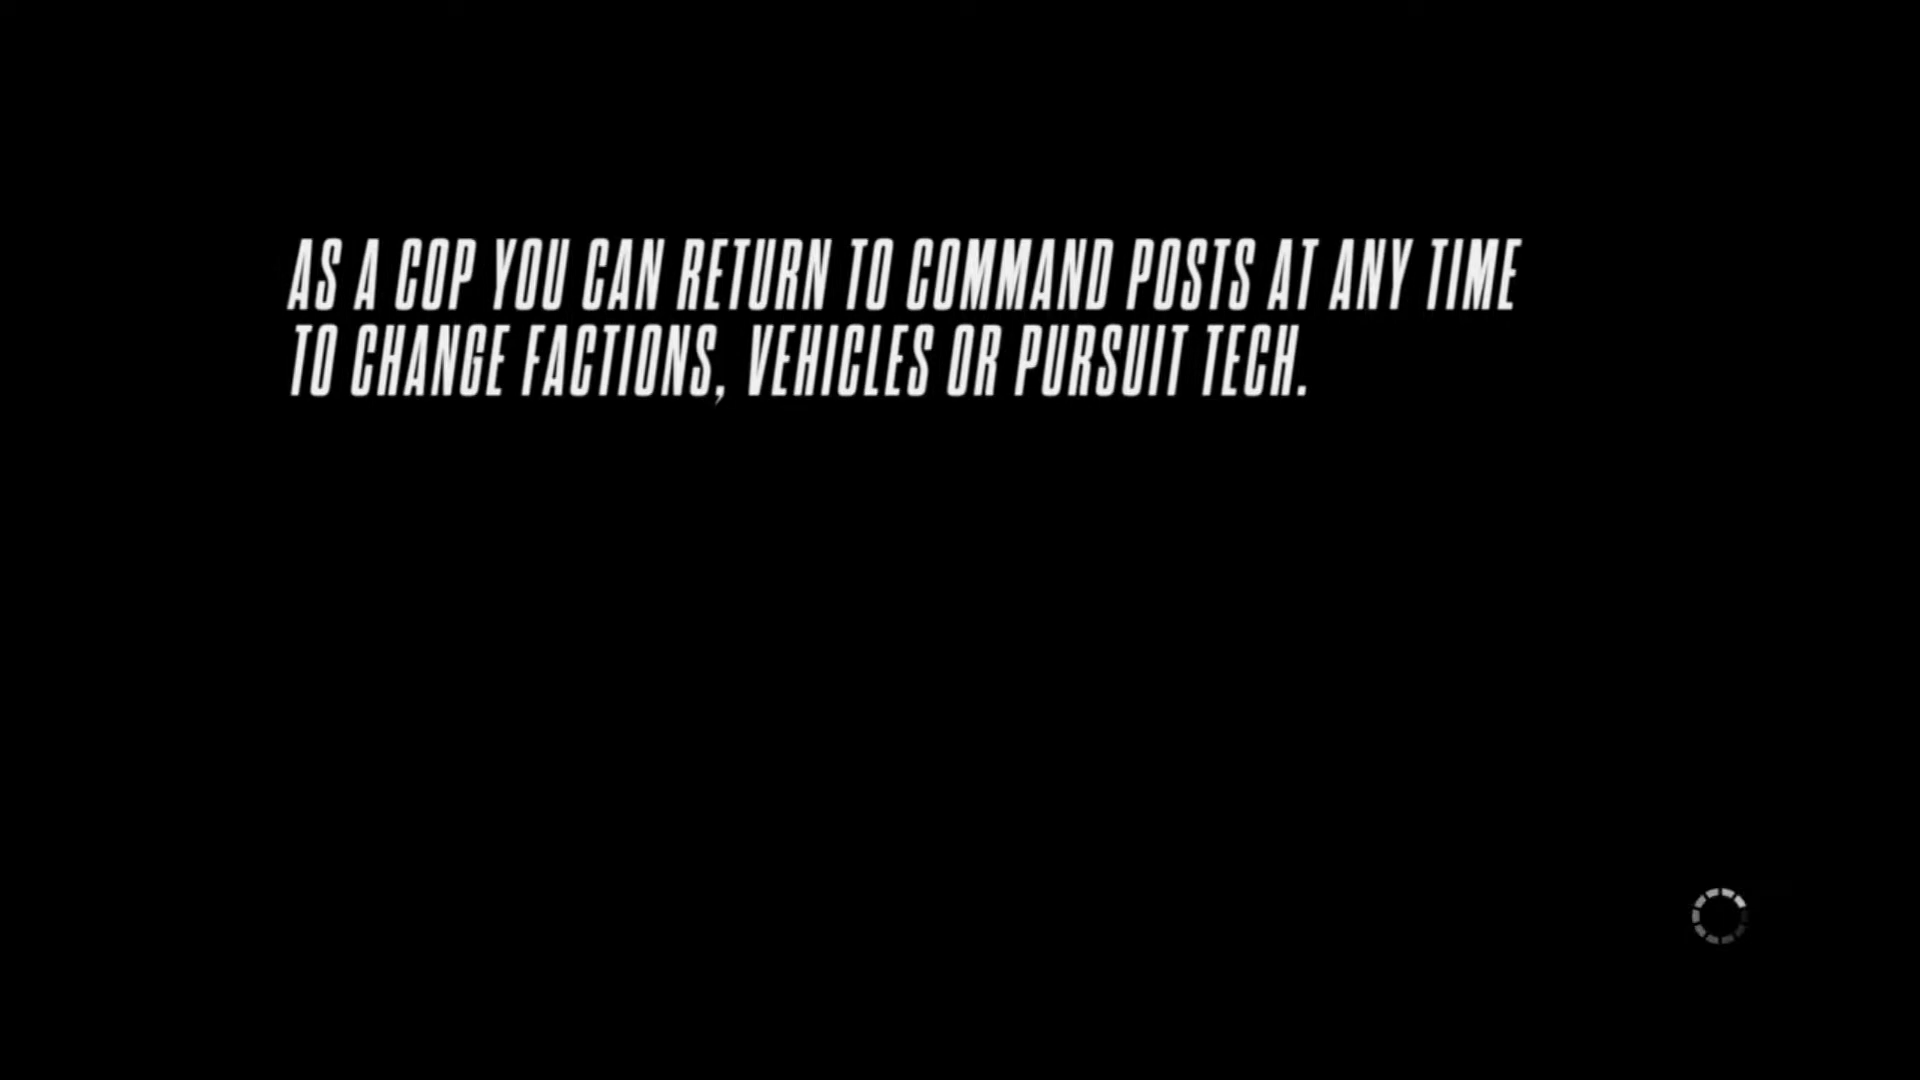 AS A COP YOU CAN RETURN TO COMMAND POSTS AT ANY TIME
TO CHANGE FACTIONS, VEHICLES OR PURSUIT TECH.